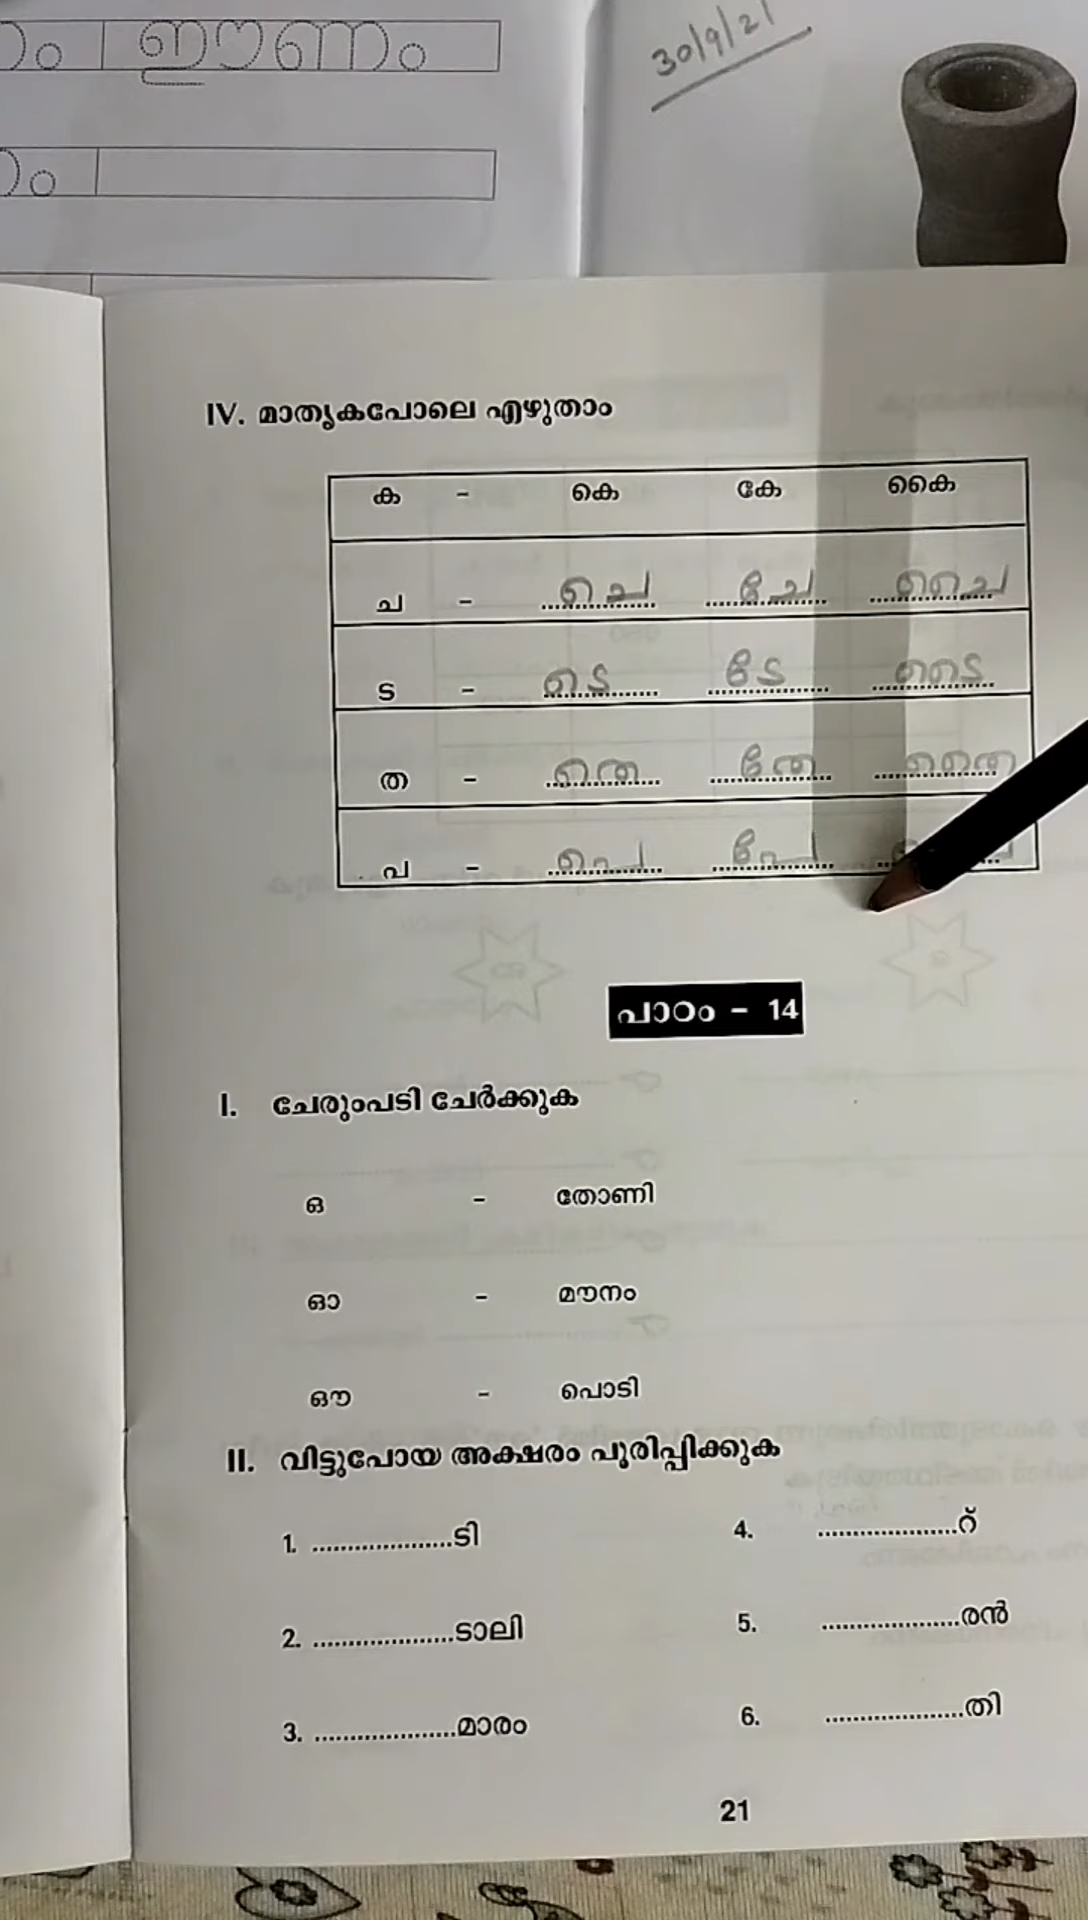 ഈണം
30/9/21
IV. മാതൃകപോലെ എഴുതാം
ക - കെ കേ കൈ
ച - ചെ ചേ ചൈ
ട - ടെ ടേ ടൈ
ത - തെ തേ തൈ
പ - പെ പേ
പാഠം - 14
I. ചേരുംപടി ചേർക്കുക
ഒ - തോണി
ഓ - മൗനം
ഔ - പൊടി
II. വിട്ടുപോയ അക്ഷരം പൂരിപ്പിക്കുക
1. ....................ടി 4. ....................റ്
2. ....................ടാലി 5. ....................രൻ
3. ....................മാരം 6. ....................തി
21